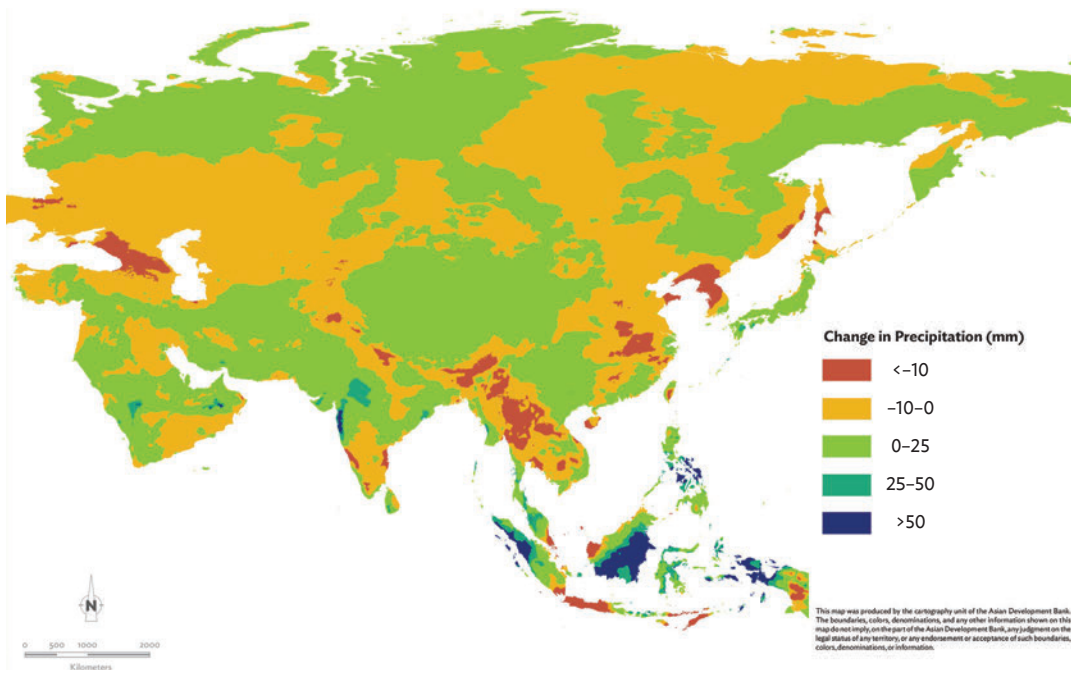 Change in Precipitation (mm)
<–10
–10–0
0–25
25–50
>50
N
0 500 1000 2000
Kilometers
This map was produced by the cartography unit of the Asian Development Bank.
The boundaries, colors, denominations, and any other information shown on this
map do not imply, on the part of the Asian Development Bank, any judgment on the
legal status of any territory, or any endorsement or acceptance of such boundaries,
colors, denominations, or information.